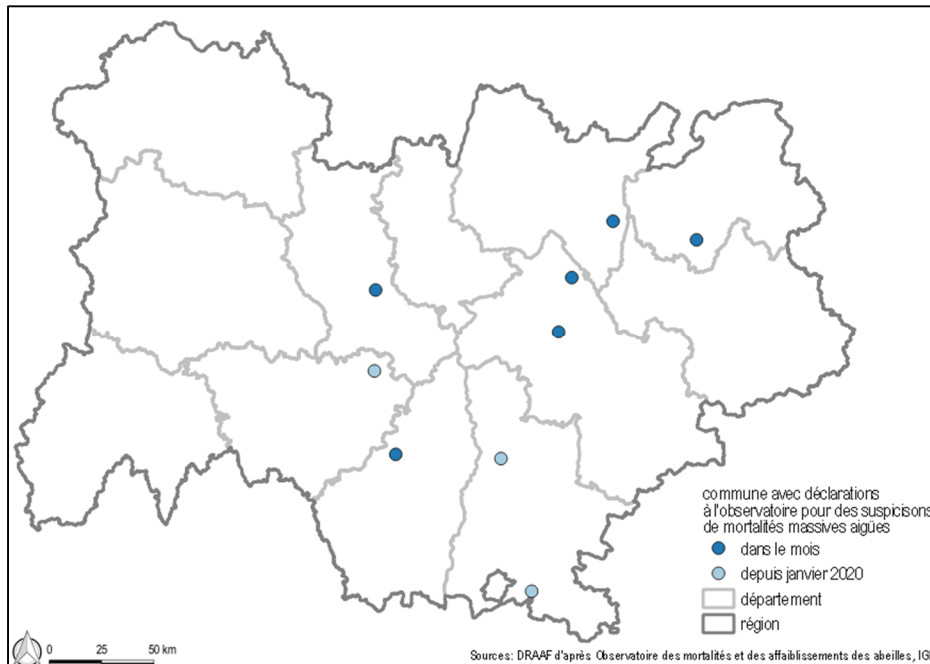 commune avec déclarations
à l'observatoire pour des suspicisons
de mortalités massives aigües
dans le mois
depuis janvier 2020
département
région
0 25 50 km
Sources: DRAAF d'après Observatoire des mortalités et des affaiblissements des abeilles, IG